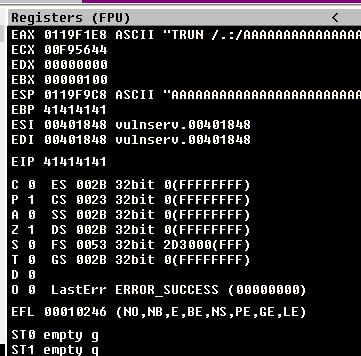 Registers (FPU) <
EAX 0119F1E8 ASCII "TRUN /.:/AAAAAAAAAAAAAAA
ECX 00F95644
EDX 00000000
EBX 00000100
ESP 0119F9C8 ASCII "AAAAAAAAAAAAAAAAAAAAAAAA
EBP 41414141
ESI 00401848 vulnserv.00401848
EDI 00401848 vulnserv.00401848
EIP 41414141
C 0 ES 002B 32bit 0(FFFFFFFF)
P 1 CS 0023 32bit 0(FFFFFFFF)
A 0 SS 002B 32bit 0(FFFFFFFF)
Z 1 DS 002B 32bit 0(FFFFFFFF)
S 0 FS 0053 32bit 2D3000(FFF)
T 0 GS 002B 32bit 0(FFFFFFFF)
D 0
O 0 LastErr ERROR_SUCCESS (00000000)
EFL 00010246 (NO,NB,E,BE,NS,PE,GE,LE)
ST0 empty g
ST1 empty g